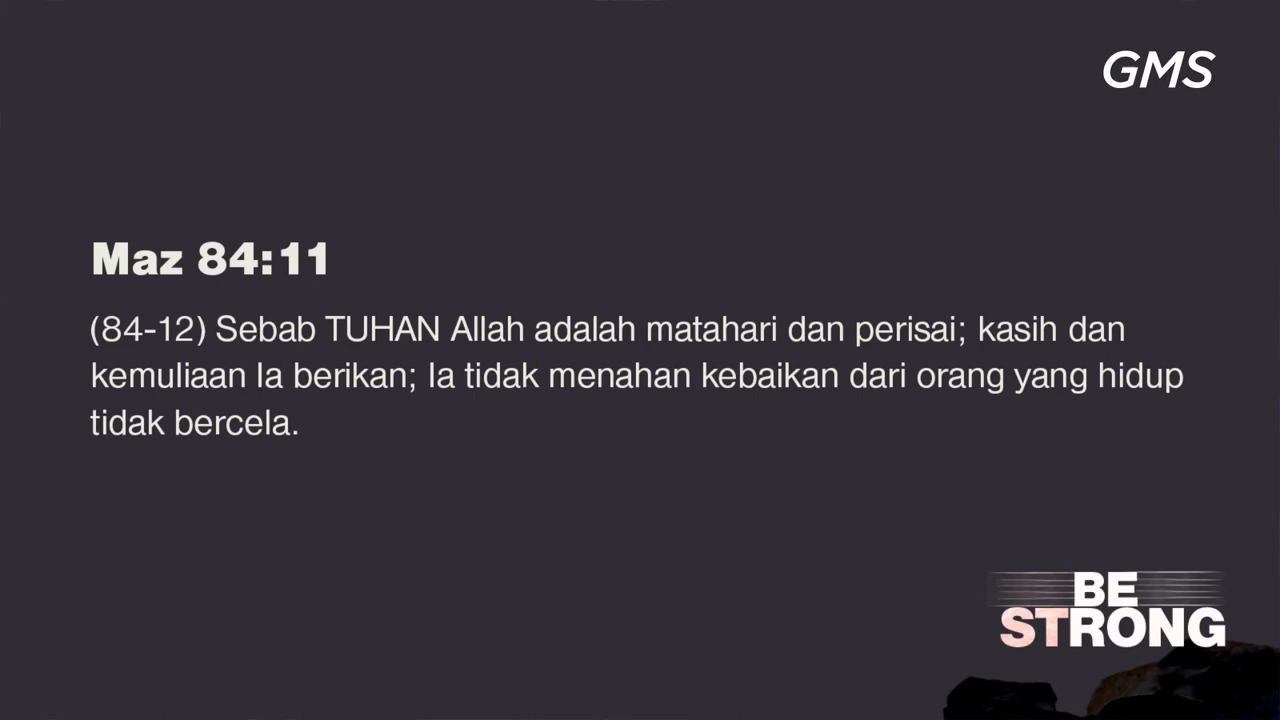 GMS
Maz 84:11
(84-12) Sebab TUHAN Allah adalah matahari dan perisai; kasih dan
kemuliaan Ia berikan; Ia tidak menahan kebaikan dari orang yang hidup
tidak bercela.
BE
STRONG